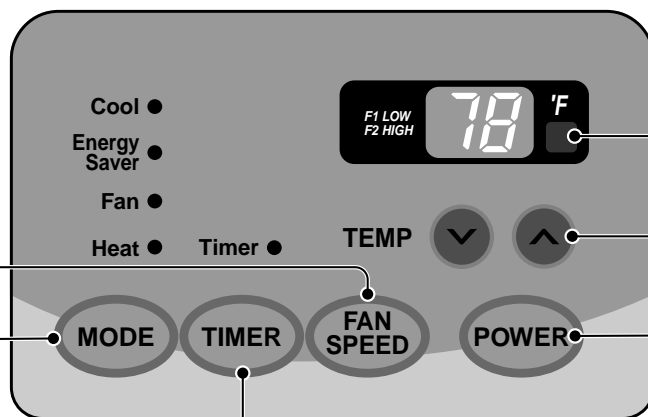 Cool
Energy
Saver
Fan
Heat
Timer
F1 LOW
F2 HIGH
78
'F
TEMP
MODE
TIMER
FAN
SPEED
POWER